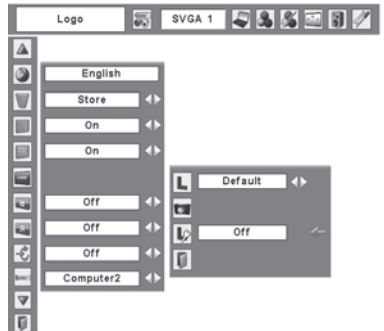 Logo
SVGA 1
English
Store
On
On
Default
Off
Off
Off
Off
Computer2